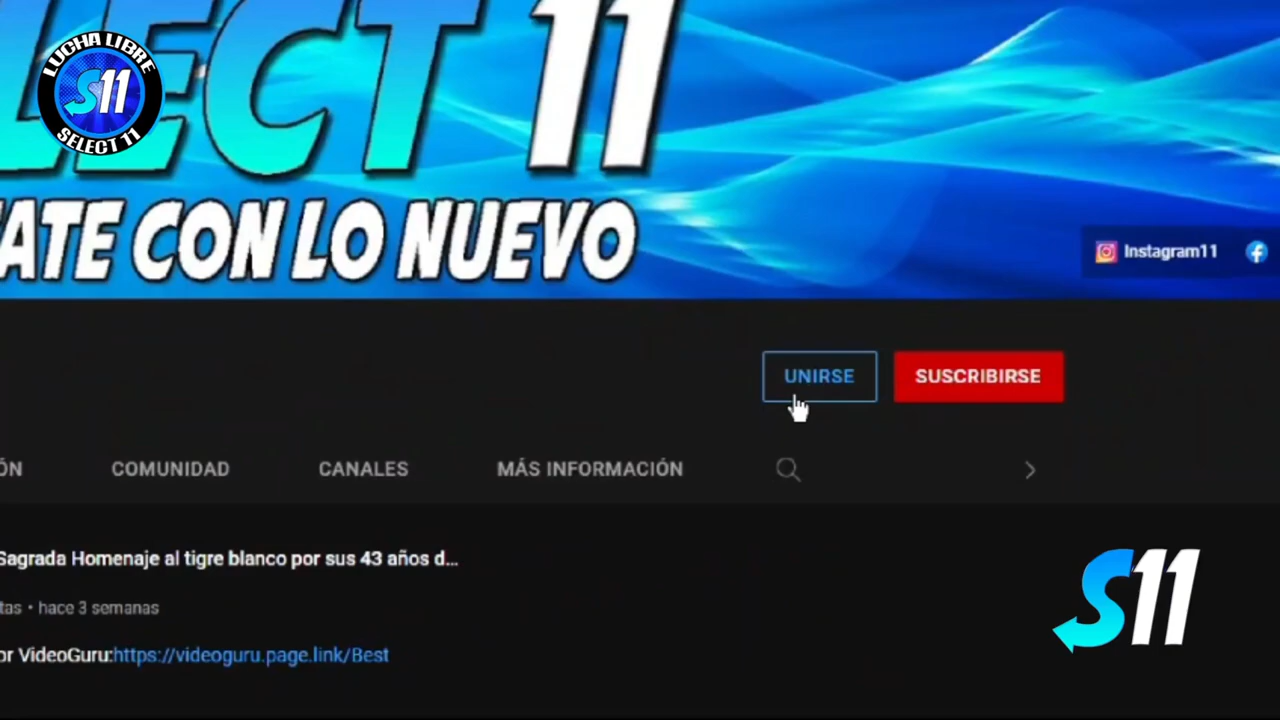 LECT 11
LUCHA LIBRE
S11
SELECT 11
ATE CON LO NUEVO
Instagram11
UNIRSE
SUSCRIBIRSE
ÓN
COMUNIDAD
CANALES
MÁS INFORMACIÓN
Sagrada Homenaje al tigre blanco por sus 43 años d...
tas • hace 3 semanas
or VideoGuru:https://videoguru.page.link/Best
S11